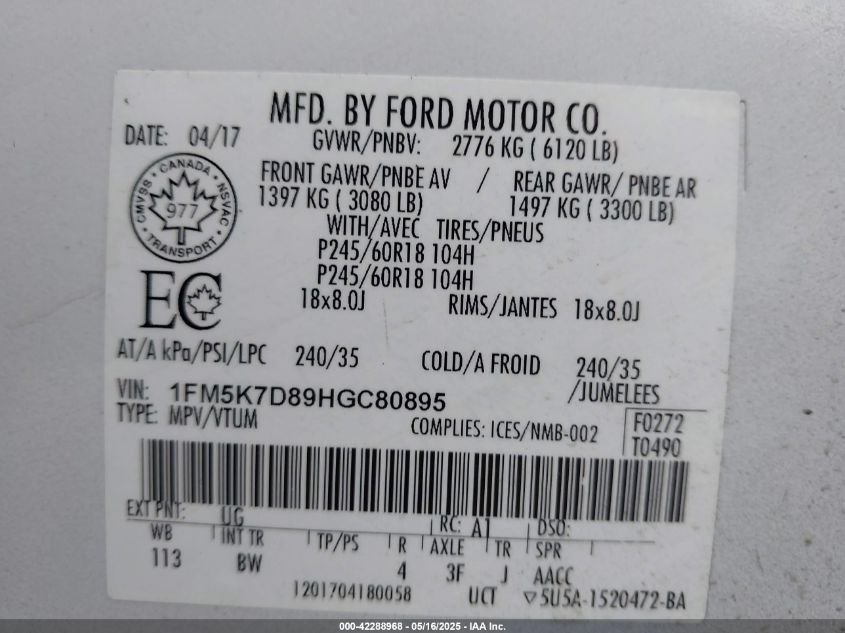 MFD. BY FORD MOTOR CO.
DATE: 04/17
GVWR/PNBV: 2776 KG ( 6120 LB)
FRONT GAWR/PNBE AV / REAR GAWR/ PNBE AR
1397 KG ( 3080 LB) 1497 KG ( 3300 LB)
WITH/AVEC TIRES/PNEUS
P245/60R18 104H
P245/60R18 104H
18x8.0J RIMS/JANTES 18x8.0J
CANADA
CMVSS 977 NSVAC
TRANSPORT
EC
AT/A kPa/PSI/LPC 240/35 COLD/A FROID 240/35
VIN: 1FM5K7D89HGC80895 /JUMELEES
TYPE: MPV/VTUM COMPLIES: ICES/NMB-002
F0272
T0490
EXT PNT: UG RC: A1 DSO:
WB INT TR TP/PS R AXLE TR SPR
113 BW 4 3F J AACC
1201704180058 UCT ▽5U5A-1520472-BA
000-42288968 - 05/16/2025 - IAA Inc.